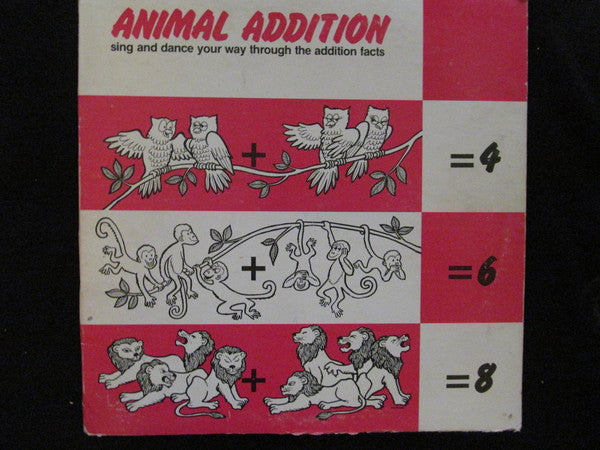 ANIMAL ADDITION
sing and dance your way through the addition facts
+ = 4
+ = 6
+ = 8